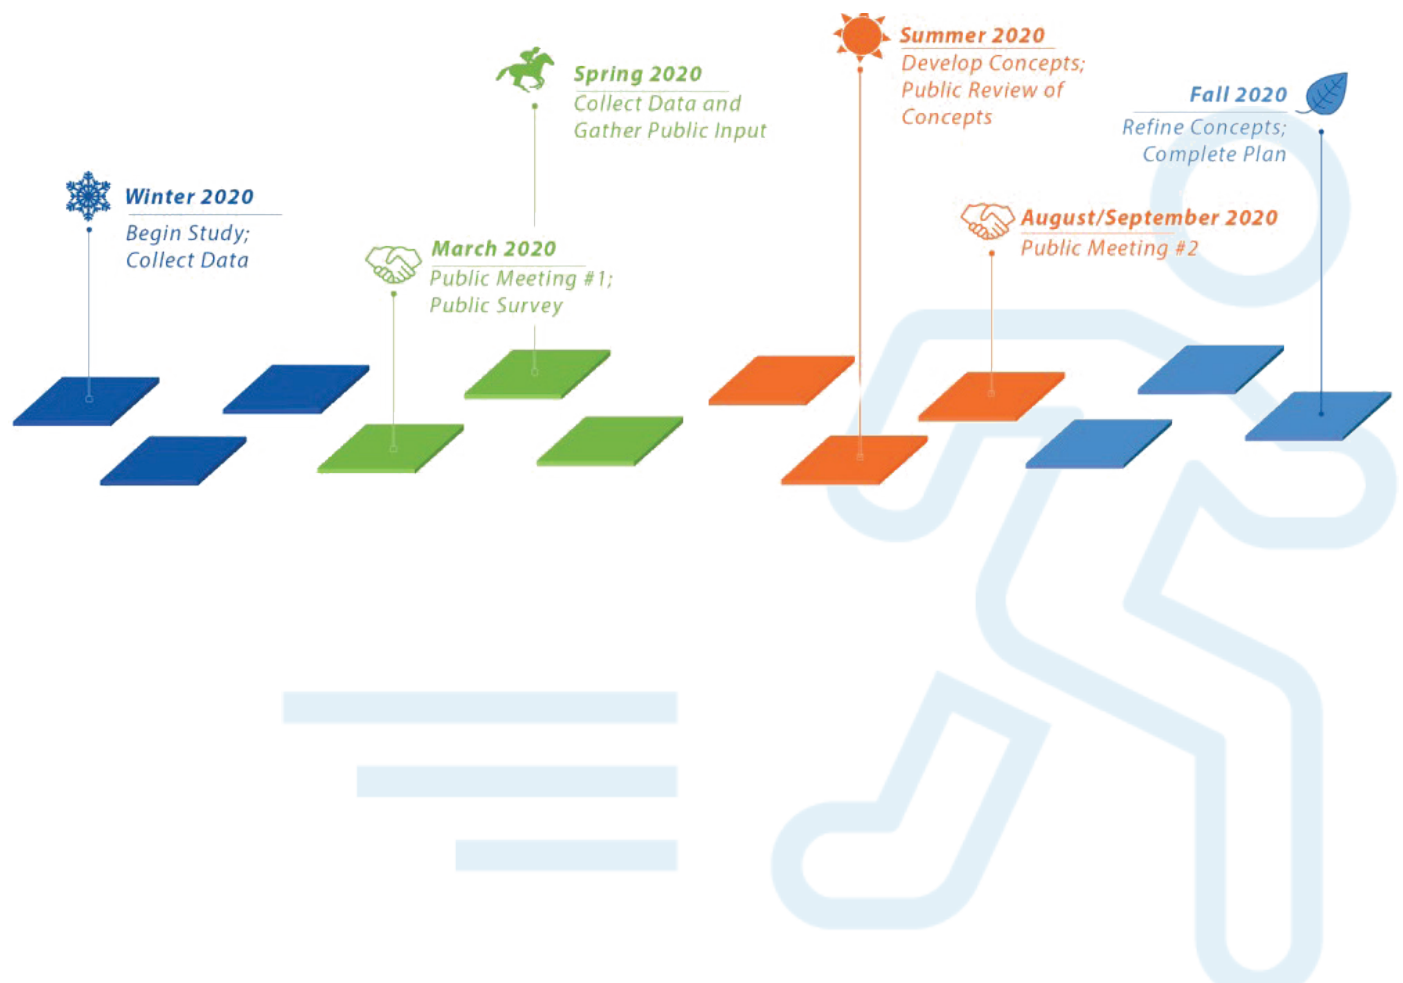 Winter 2020
Begin Study;
Collect Data
March 2020
Public Meeting #1;
Public Survey
Spring 2020
Collect Data and
Gather Public Input
Summer 2020
Develop Concepts;
Public Review of
Concepts
August/September 2020
Public Meeting #2
Fall 2020
Refine Concepts;
Complete Plan